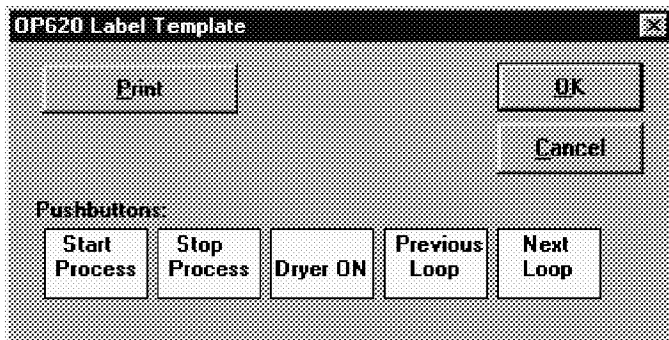 OP620 Label Template
Print
OK
Cancel
Pushbuttons:
Start
Process
Stop
Process
Dryer ON
Previous
Loop
Next
Loop